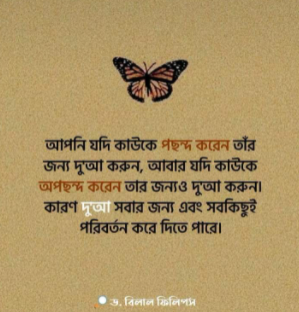 আপনি যদি কাউকে পছন্দ করেন তাঁর
জন্য দু'আ করুন, আবার যদি কাউকে
অপছন্দ করেন তার জন্যও দু'আ করুন।
কারণ দু'আ সবার জন্য এবং সবকিছুই
পরিবর্তন করে দিতে পারে।
ড. বিলাল ফিলিপস